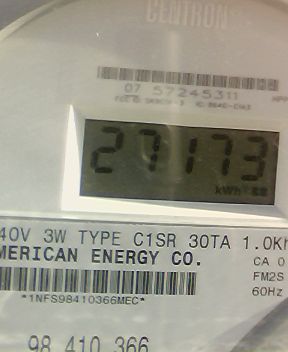 CENTRON
07 57245311
27173
kWh
40V 3W TYPE C1SR 30TA 1.0Kh
MERICAN ENERGY CO.
CA 0
FM2S
*1NFS98410366MEC*
60Hz
98 410 366